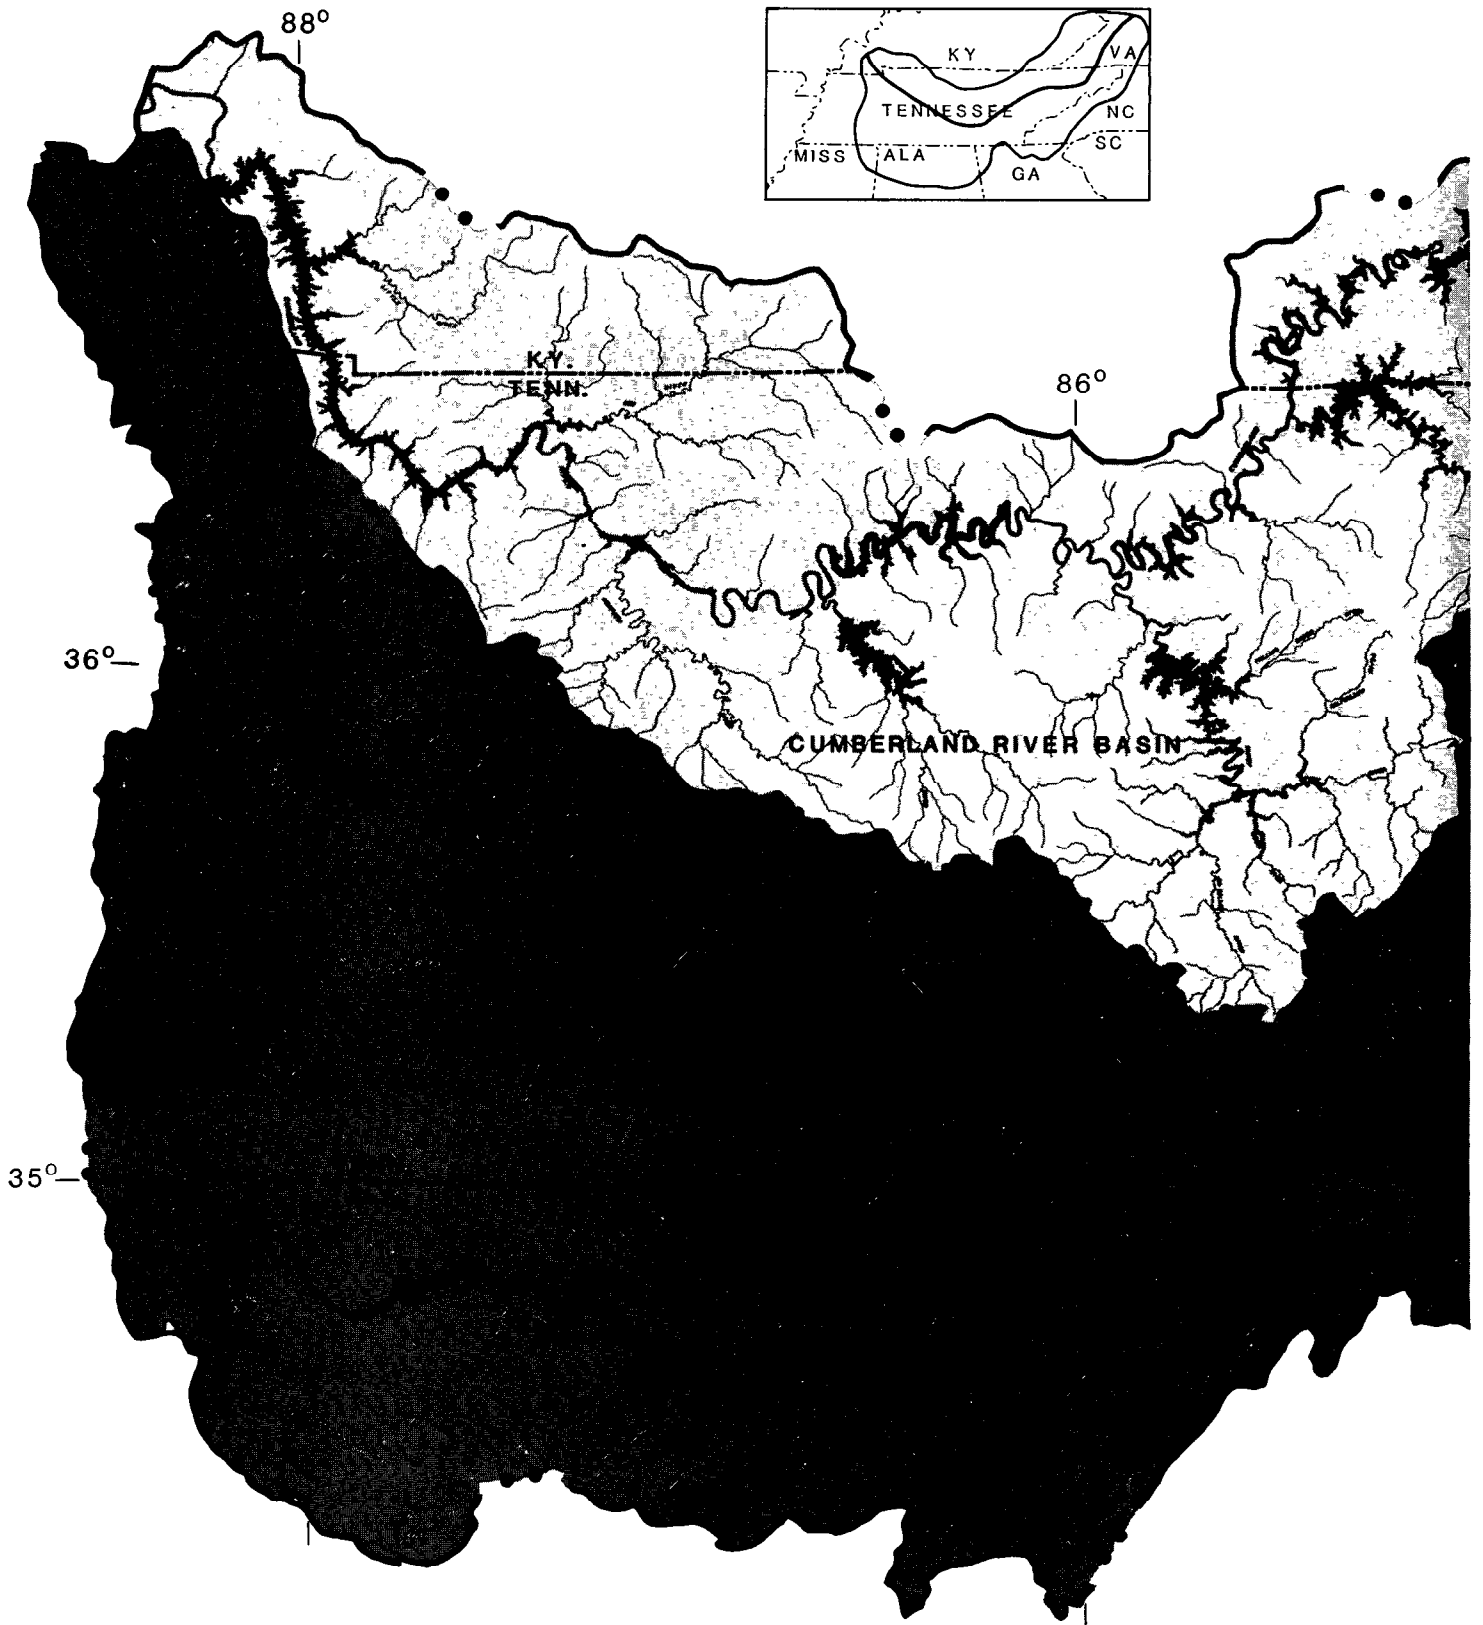 88°
KY
VA
TENNESSEE
NC
SC
MISS
ALA
GA
KY.
TENN.
86°
36°
CUMBERLAND RIVER BASIN
35°